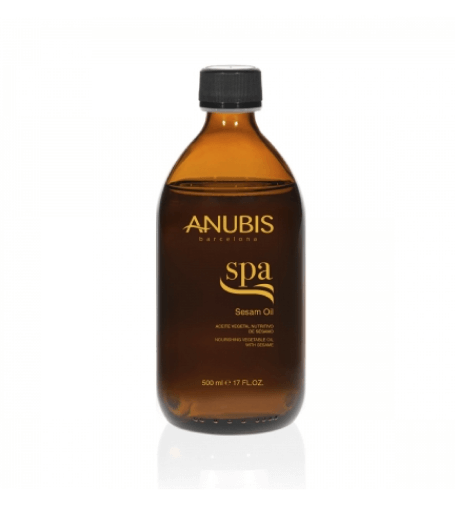 ANUBIS
barcelona
spa
Sesam Oil
ACEITE VEGETAL NUTRITIVO
DE SÉSAMO
NOURISHING VEGETABLE OIL
WITH SESAME
500 ml e 17 FL.OZ.